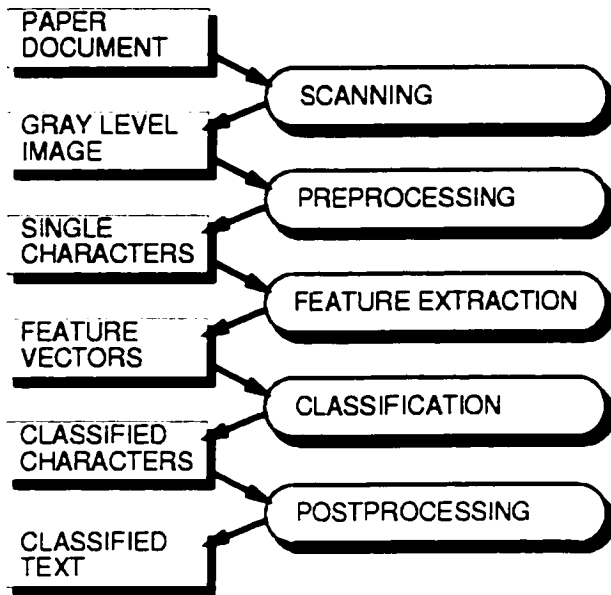 PAPER
DOCUMENT
SCANNING
GRAY LEVEL
IMAGE
PREPROCESSING
SINGLE
CHARACTERS
FEATURE EXTRACTION
FEATURE
VECTORS
CLASSIFICATION
CLASSIFIED
CHARACTERS
POSTPROCESSING
CLASSIFIED
TEXT